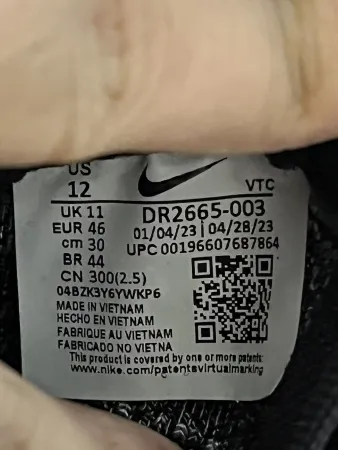 US
12
VTC
UK 11
DR2665-003
EUR 46
01/04/23 | 04/28/23
cm 30
UPC 00196607687864
BR 44
CN 300(2.5)
04BZK3Y6YWKP6
MADE IN VIETNAM
HECHO EN VIETNAM
FABRIQUE AU VIETNAM
FABRICADO NO VIETNAM
This product is covered by one or more patents:
www.nike.com/patentsvirtualmarking